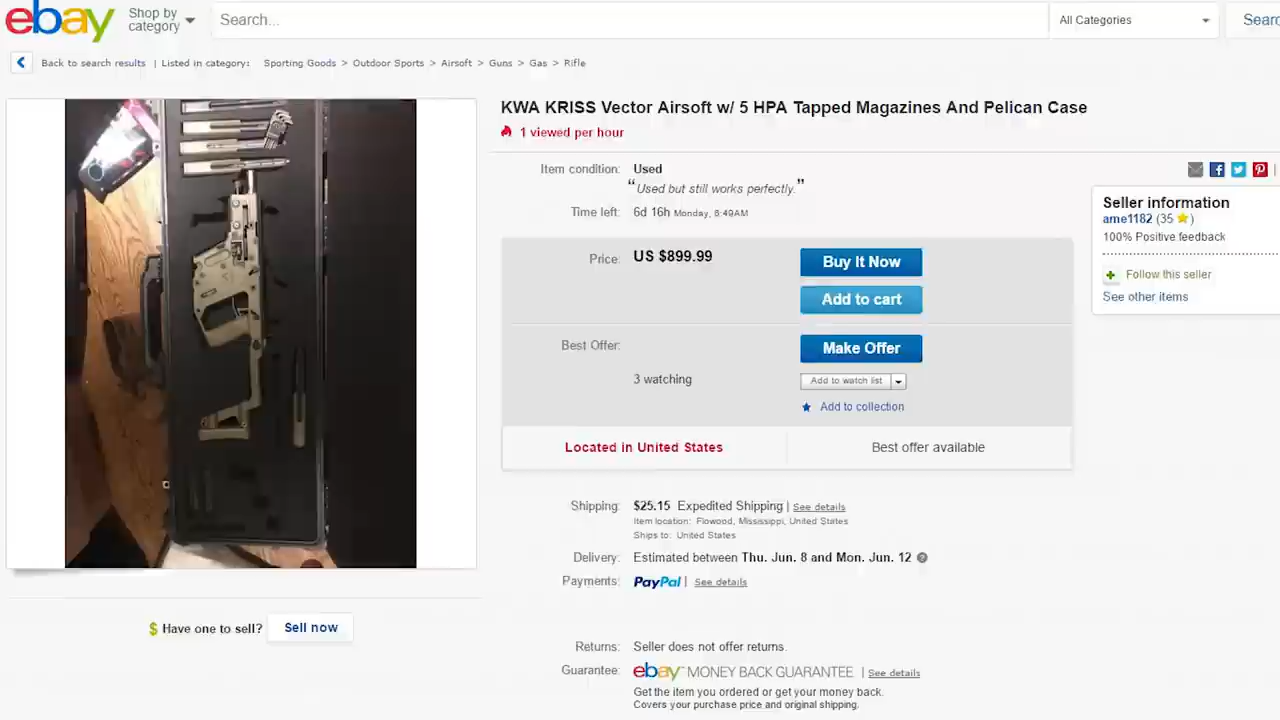 ebay
Shop by
category
Search...
All Categories
Back to search results | Listed in category: Sporting Goods > Outdoor Sports > Airsoft > Guns > Gas > Rifle
KWA KRISS Vector Airsoft w/ 5 HPA Tapped Magazines And Pelican Case
1 viewed per hour
Item condition: Used
“Used but still works perfectly.”
Time left: 6d 16h Monday, 8:49AM
Price: US $899.99
Buy It Now
Add to cart
Best Offer:
Make Offer
3 watching
Add to watch list
Add to collection
Located in United States
Best offer available
Seller information
ame1182 (35 ★)
100% Positive feedback
Follow this seller
See other items
Shipping: $25.15 Expedited Shipping | See details
Item location: Flowood, Mississippi, United States
Ships to: United States
Delivery: Estimated between Thu. Jun. 8 and Mon. Jun. 12
Payments: PayPal | See details
$ Have one to sell? Sell now
Returns: Seller does not offer returns.
Guarantee: ebay MONEY BACK GUARANTEE | See details
Get the item you ordered or get your money back.
Covers your purchase price and original shipping.